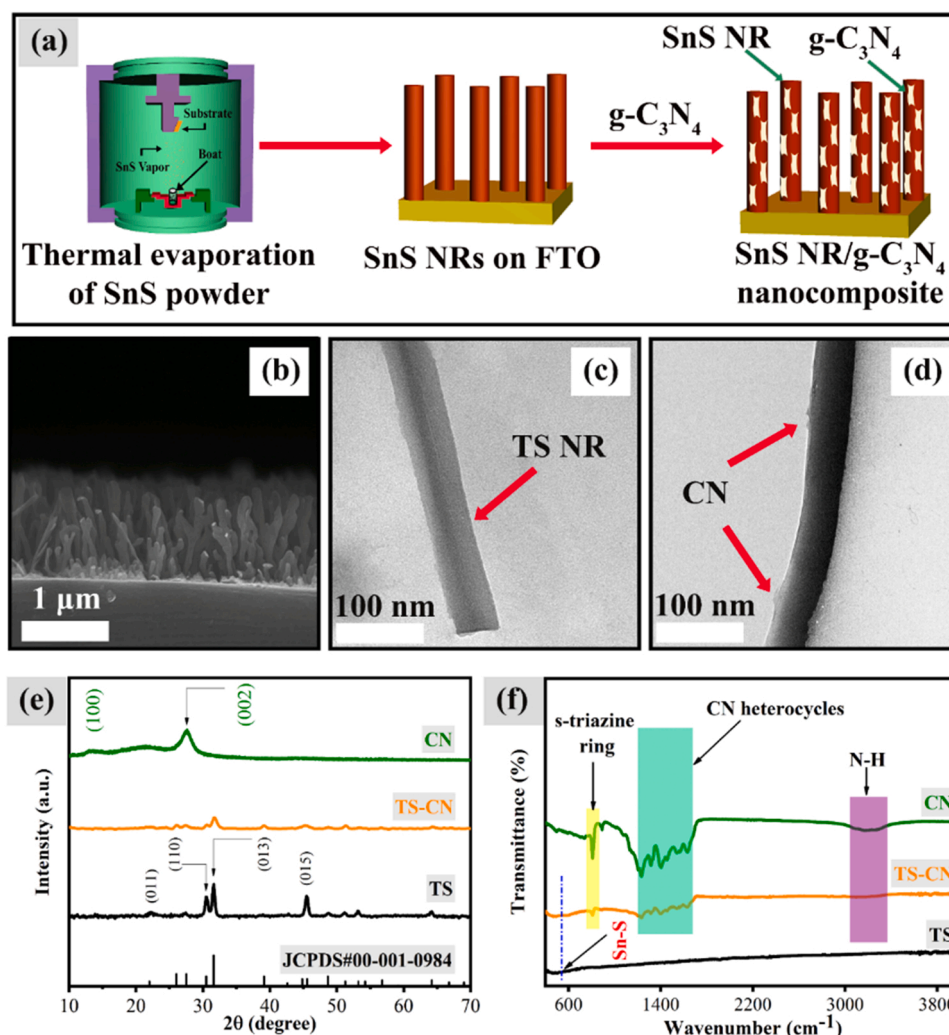 (a)
Substrate
SnS Vapor
Boat
Thermal evaporation
of SnS powder
SnS NRs on FTO
g-C₃N₄
SnS NR
g-C₃N₄
SnS NR/g-C₃N₄
nanocomposite
(b)
1 µm
(c)
TS NR
100 nm
(d)
CN
100 nm
(e)
(100)
(002)
CN
TS-CN
(011)
(110)
(013)
(015)
TS
JCPDS#00-001-0984
Intensity (a.u.)
10 20 30 40 50 60 70
2θ (degree)
(f)
s-triazine
ring
CN heterocycles
N-H
CN
TS-CN
TS
Sn-S
Transmittance (%)
600 1400 2200 3000 3800
Wavenumber (cm⁻¹